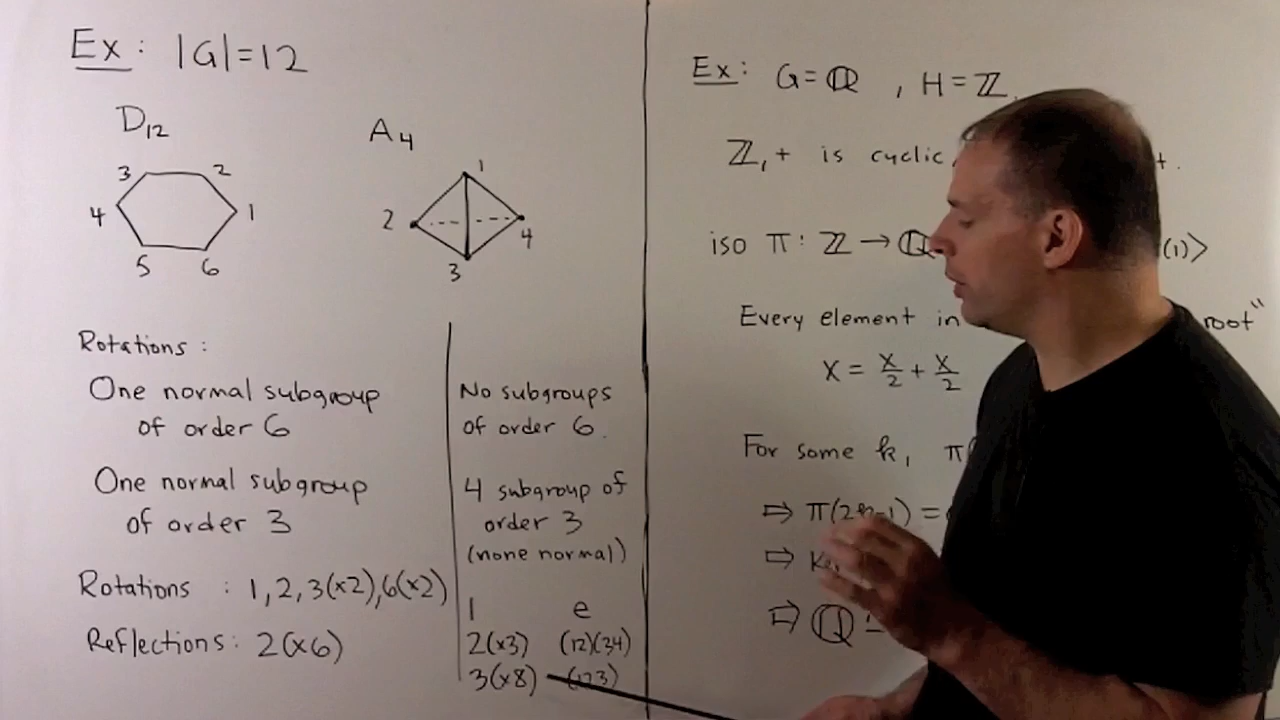 Ex: |G|=12
D12
A4
3 2
4 1
5 6
1
2
4
3
Rotations :
One normal subgroup
of order 6
One normal subgroup
of order 3
Rotations : 1, 2, 3(x2), 6(x2)
Reflections: 2(x6)
No subgroups
of order 6.
4 subgroup of
order 3
(none normal)
1 e
2(x3) (12)(34)
3(x8) (123)
Ex: G=ℚ , H=ℤ.
ℤ,+ is cyclic
iso π: ℤ→ℚ (1)>
Every element in root"
x = x/2 + x/2
For some k, π
⇒ π(2k-1) =
⇒
⇒ ℚ